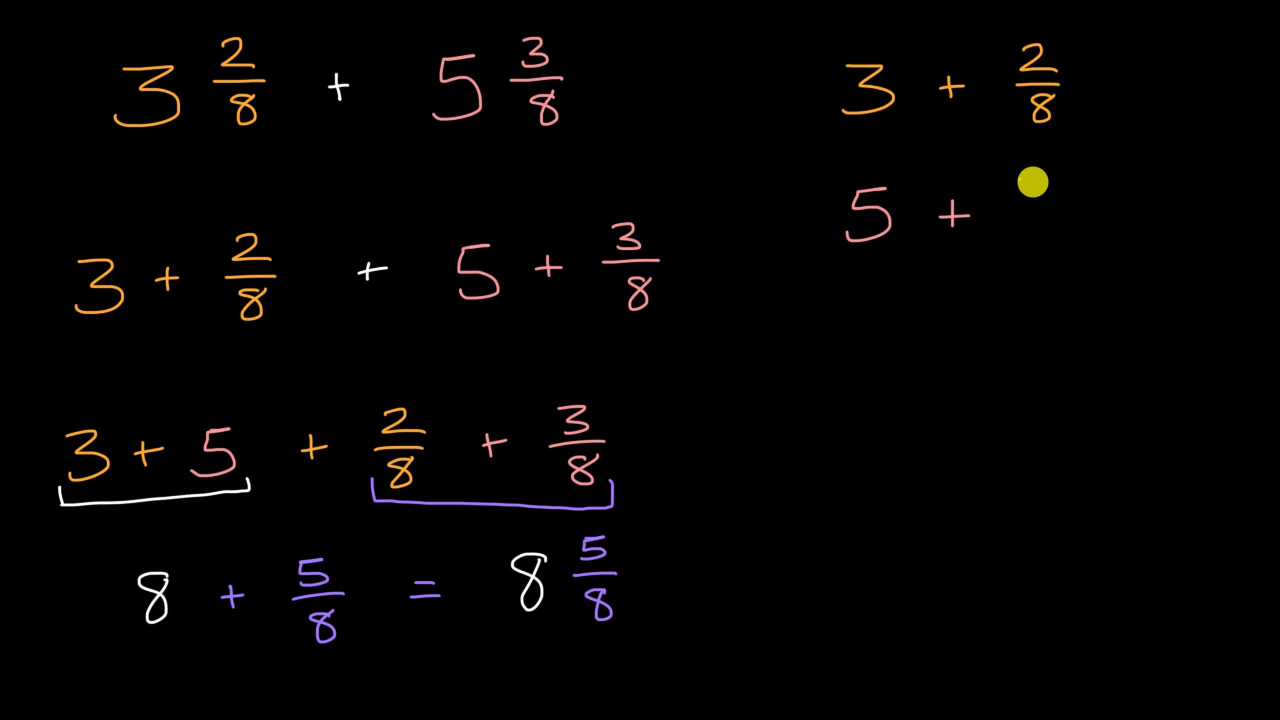 3 2/8 + 5 3/8
3 + 2/8 + 5 + 3/8
3 + 5 + 2/8 + 3/8
8 + 5/8 = 8 5/8
3 + 2/8
5 +